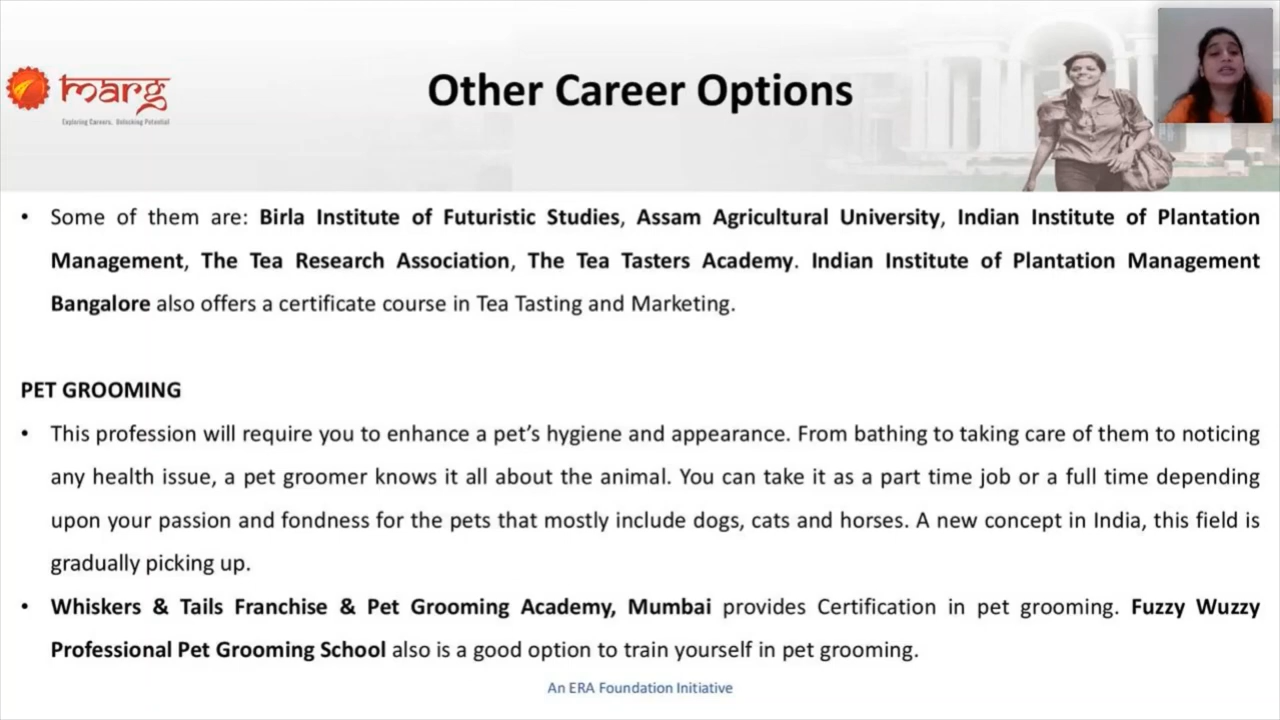 marg
Exploring Careers, Unlocking Potential
Other Career Options
• Some of them are: Birla Institute of Futuristic Studies, Assam Agricultural University, Indian Institute of Plantation
Management, The Tea Research Association, The Tea Tasters Academy. Indian Institute of Plantation Management
Bangalore also offers a certificate course in Tea Tasting and Marketing.
PET GROOMING
• This profession will require you to enhance a pet’s hygiene and appearance. From bathing to taking care of them to noticing
any health issue, a pet groomer knows it all about the animal. You can take it as a part time job or a full time depending
upon your passion and fondness for the pets that mostly include dogs, cats and horses. A new concept in India, this field is
gradually picking up.
• Whiskers & Tails Franchise & Pet Grooming Academy, Mumbai provides Certification in pet grooming. Fuzzy Wuzzy
Professional Pet Grooming School also is a good option to train yourself in pet grooming.
An ERA Foundation Initiative